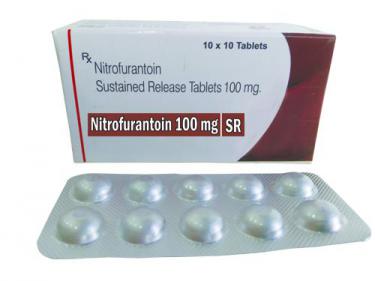 10 x 10 Tablets
Rx Nitrofurantoin
Sustained Release Tablets 100 mg.
Nitrofurantoin 100 mg SR